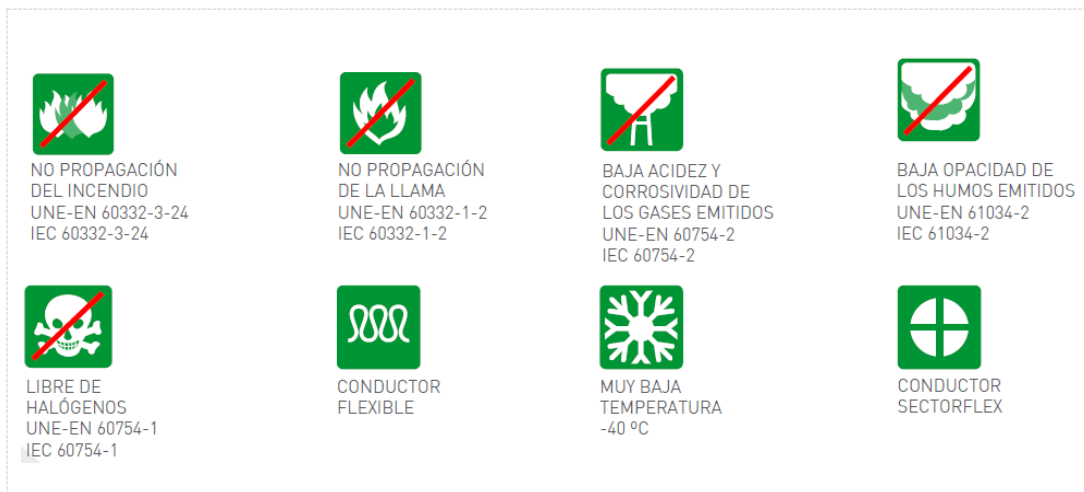 NO PROPAGACIÓN
DEL INCENDIO
UNE-EN 60332-3-24
IEC 60332-3-24
NO PROPAGACIÓN
DE LA LLAMA
UNE-EN 60332-1-2
IEC 60332-1-2
BAJA ACIDEZ Y
CORROSIVIDAD DE
LOS GASES EMITIDOS
UNE-EN 60754-2
IEC 60754-2
BAJA OPACIDAD DE
LOS HUMOS EMITIDOS
UNE-EN 61034-2
IEC 61034-2
LIBRE DE
HALÓGENOS
UNE-EN 60754-1
IEC 60754-1
CONDUCTOR
FLEXIBLE
MUY BAJA
TEMPERATURA
-40 ºC
CONDUCTOR
SECTORFLEX